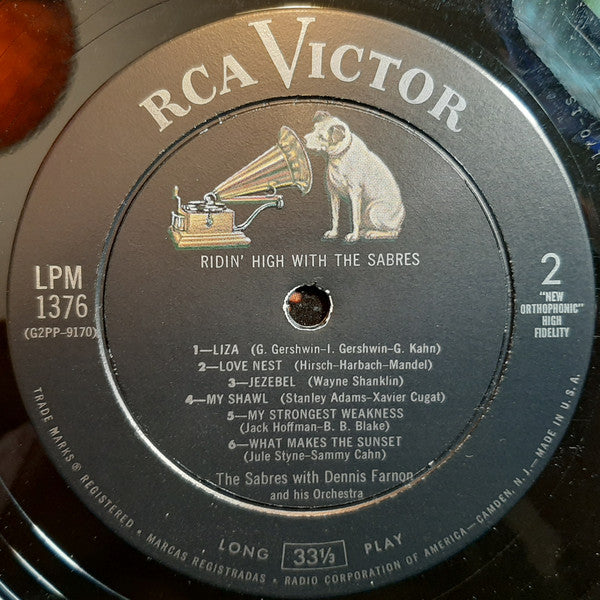 RCA VICTOR
RIDIN' HIGH WITH THE SABRES
LPM
1376
(G2PP-9170)
2
"NEW
ORTHOPHONIC"
HIGH
FIDELITY
1—LIZA (G. Gershwin-I. Gershwin-G. Kahn)
2—LOVE NEST (Hirsch-Harbach-Mandel)
3—JEZEBEL (Wayne Shanklin)
4—MY SHAWL (Stanley Adams-Xavier Cugat)
5—MY STRONGEST WEAKNESS
(Jack Hoffman-B. B. Blake)
6—WHAT MAKES THE SUNSET
(Jule Styne-Sammy Cahn)
The Sabres with Dennis Farnon
and his Orchestra
LONG 33⅓ PLAY
TRADE MARKS ® REGISTERED • MARCAS REGISTRADAS • RADIO CORPORATION OF AMERICA—CAMDEN, N. J.—MADE IN U. S. A.